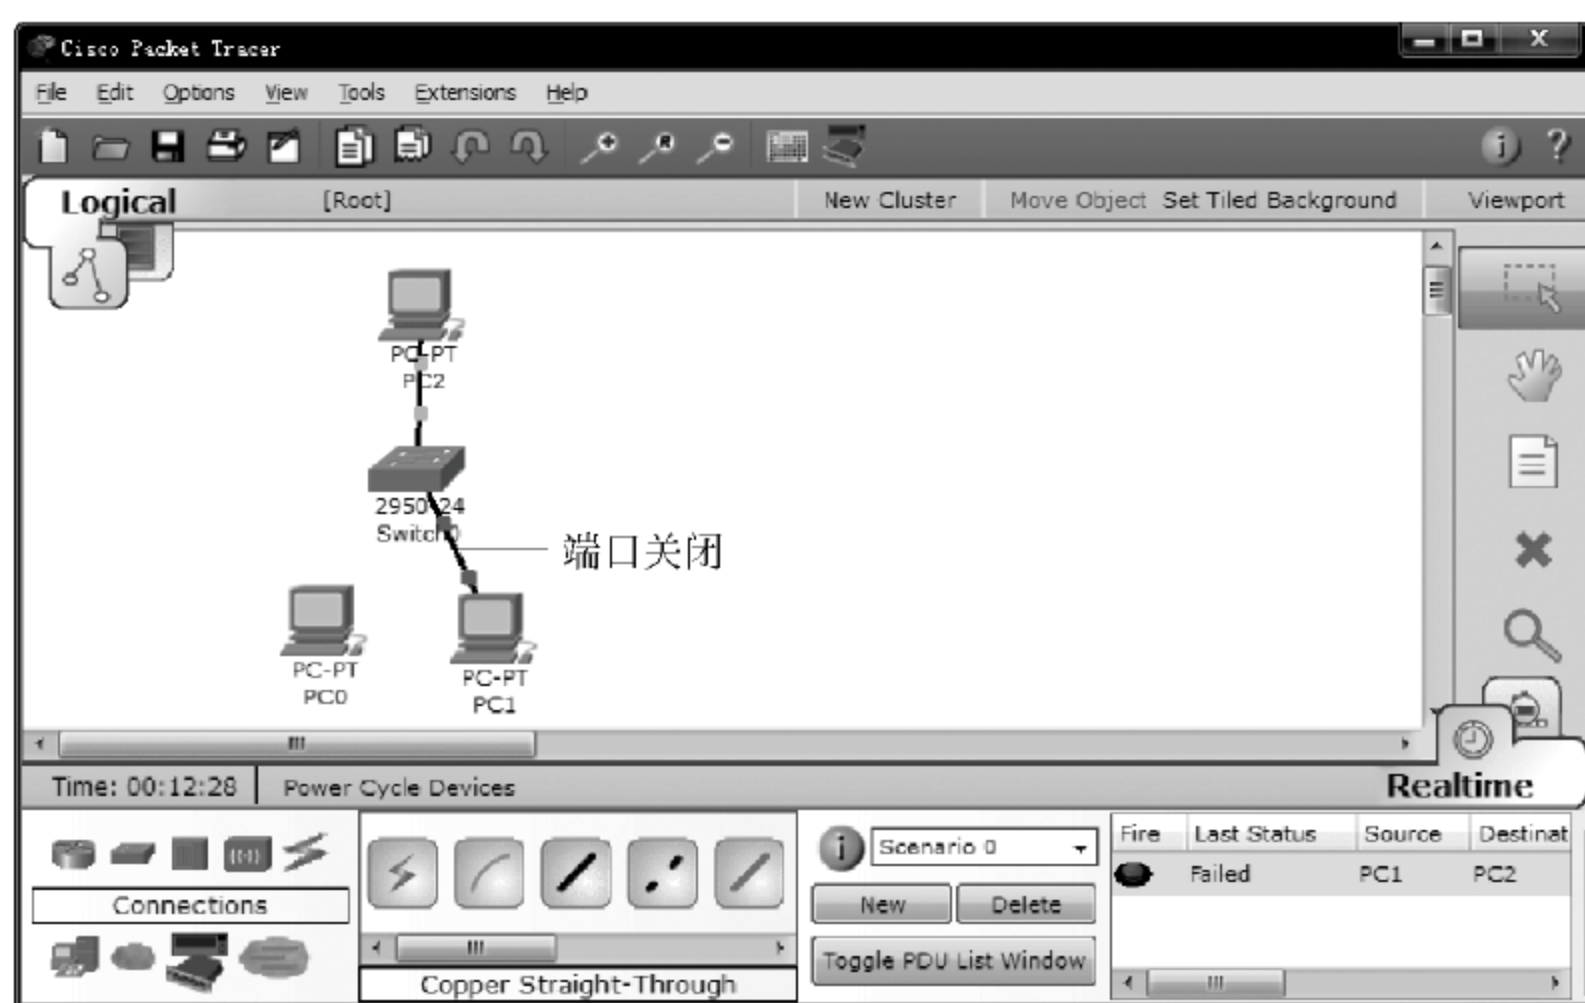 Cisco Packet Tracer
File Edit Options View Tools Extensions Help
Logical [Root] New Cluster Move Object Set Tiled Background Viewport
PC-PT
PC2
2950-24
Switch0
端口关闭
PC-PT
PC0
PC-PT
PC1
Time: 00:12:28 Power Cycle Devices Realtime
Connections
Copper Straight-Through
Scenario 0
New Delete
Toggle PDU List Window
Fire Last Status Source Destinat
Failed PC1 PC2